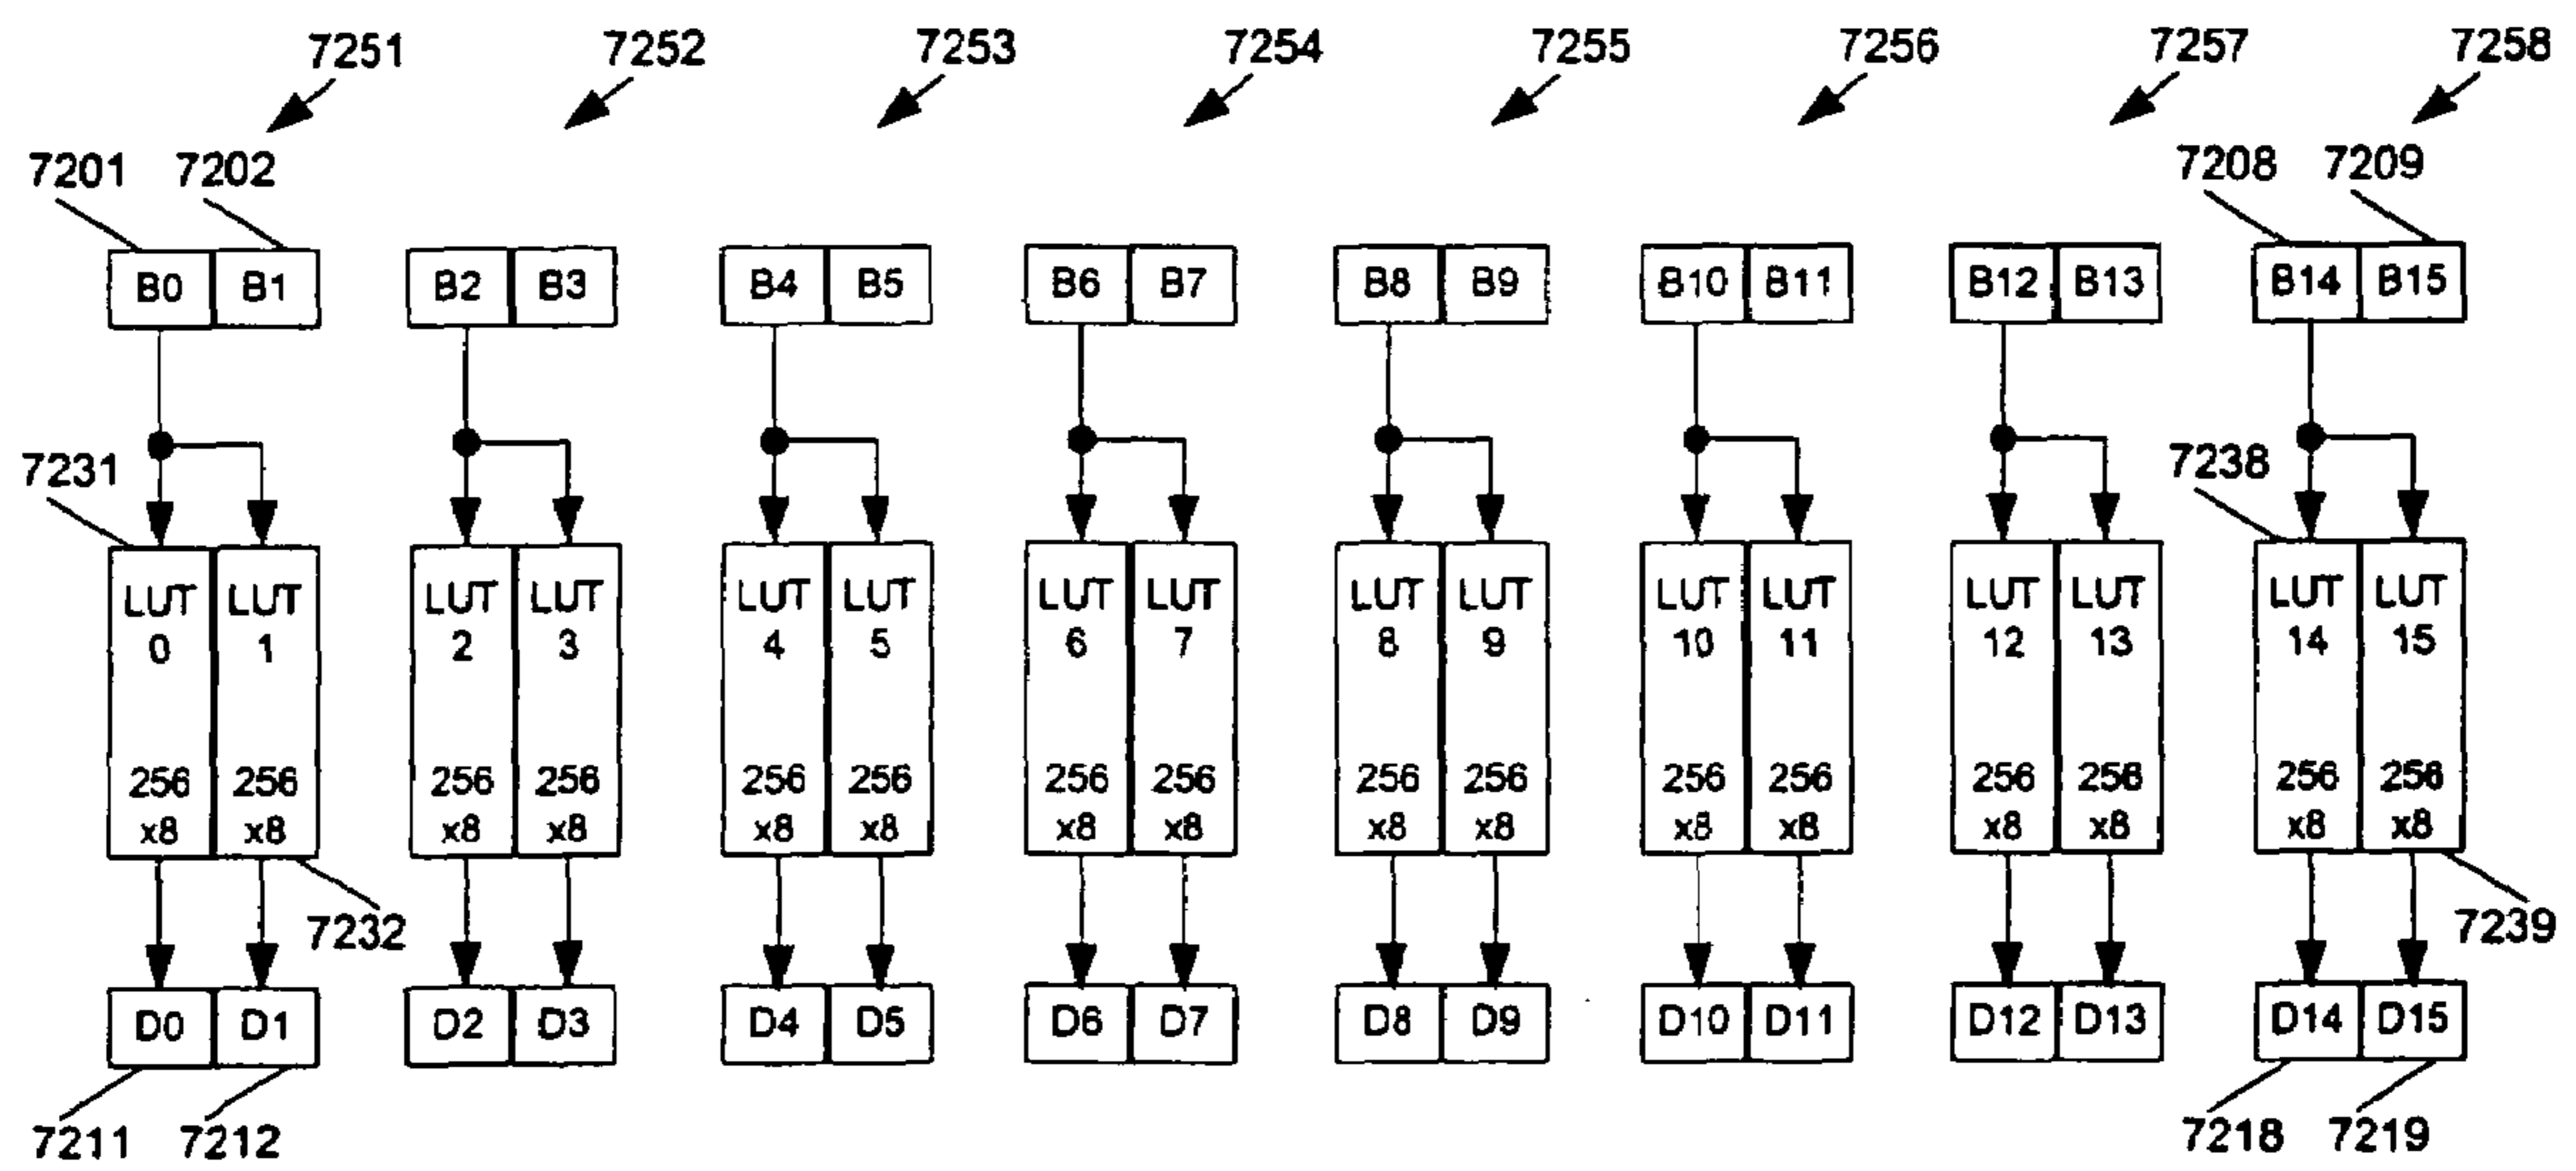 7251 7252 7253 7254 7255 7256 7257 7258
7201 7202 7208 7209
B0 B1 B2 B3 B4 B5 B6 B7 B8 B9 B10 B11 B12 B13 B14 B15
7231 7238
LUT LUT LUT LUT LUT LUT LUT LUT LUT LUT LUT LUT LUT LUT LUT LUT
0 1 2 3 4 5 6 7 8 9 10 11 12 13 14 15
256 256 256 256 256 256 256 256 256 256 256 256 256 256 256 256
x8 x8 x8 x8 x8 x8 x8 x8 x8 x8 x8 x8 x8 x8 x8 x8
7232 7239
D0 D1 D2 D3 D4 D5 D6 D7 D8 D9 D10 D11 D12 D13 D14 D15
7211 7212 7218 7219